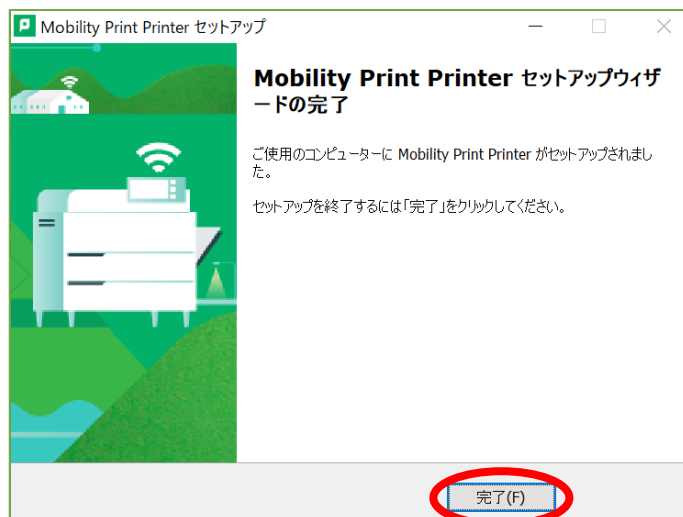 Mobility Print Printer セットアップ
Mobility Print Printer セットアップウィザ
ードの完了
ご使用のコンピューターに Mobility Print Printer がセットアップされまし
た。
セットアップを終了するには「完了」をクリックしてください。
完了(F)